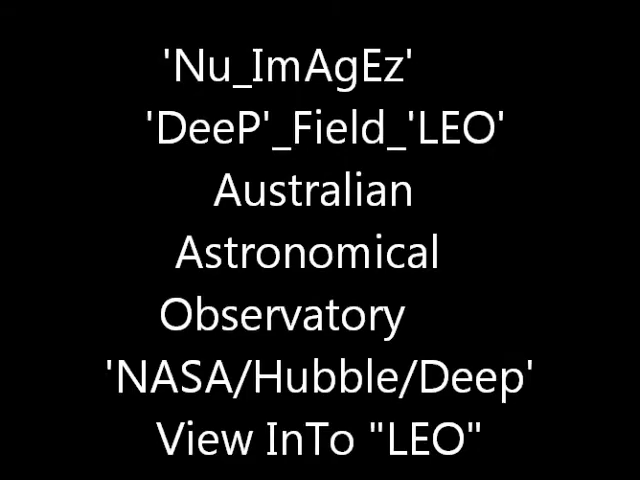 'Nu_ImAgEz'
'DeeP'_Field_'LEO'
Australian
Astronomical
Observatory
'NASA/Hubble/Deep'
View InTo "LEO"